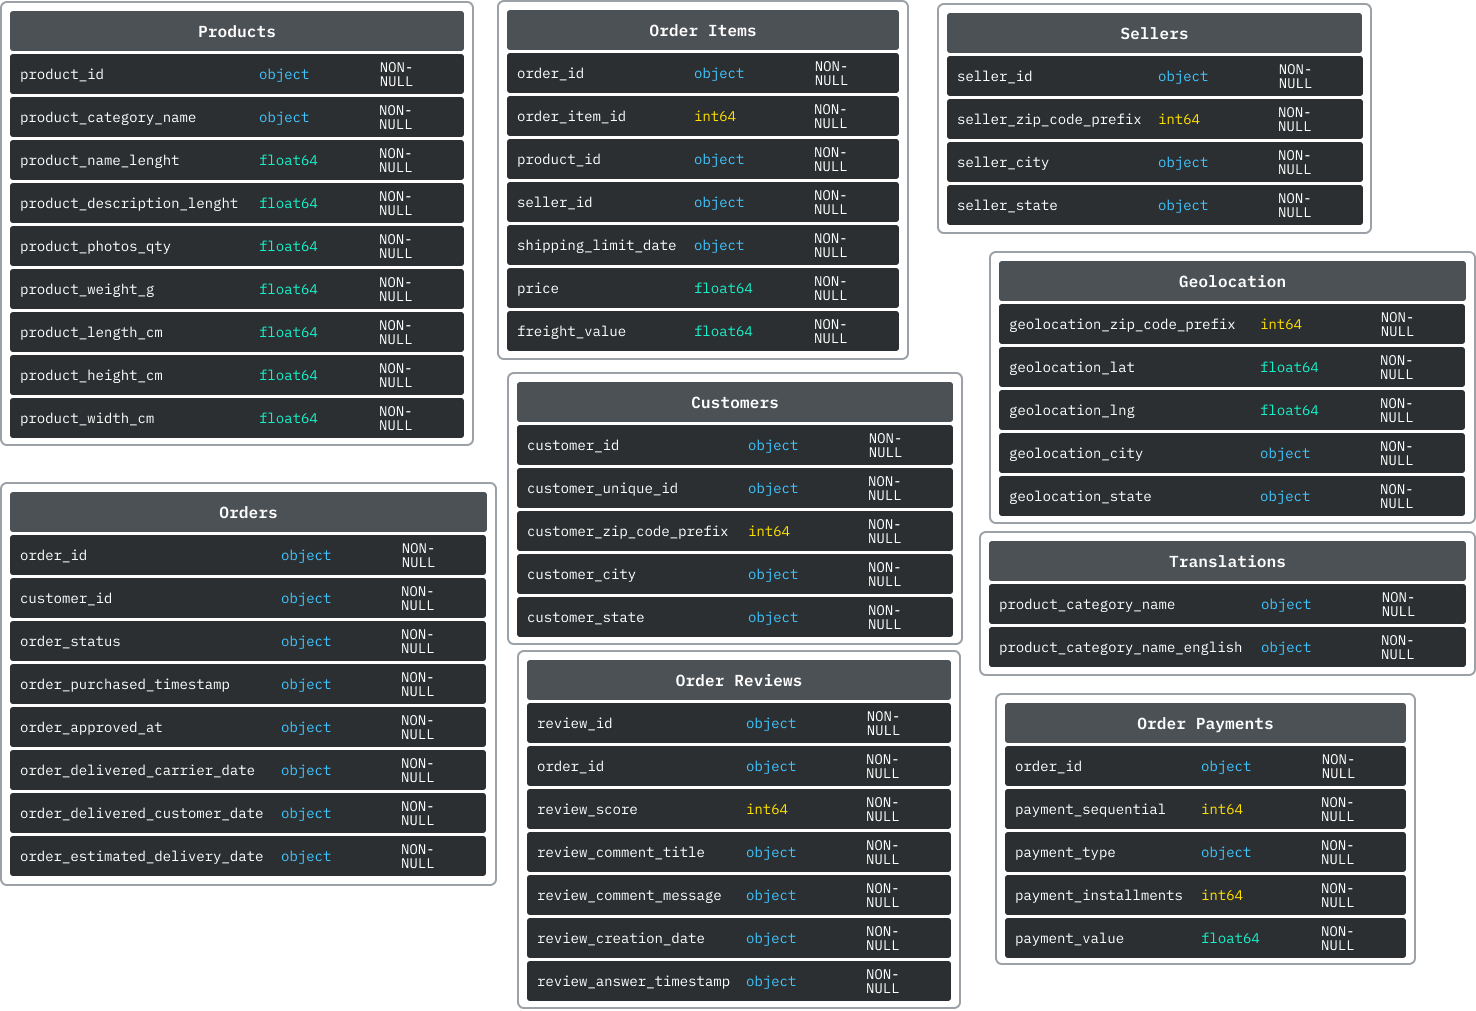 Products
product_id object NON-
NULL
product_category_name object NON-
NULL
product_name_lenght float64 NON-
NULL
product_description_lenght float64 NON-
NULL
product_photos_qty float64 NON-
NULL
product_weight_g float64 NON-
NULL
product_length_cm float64 NON-
NULL
product_height_cm float64 NON-
NULL
product_width_cm float64 NON-
NULL
Orders
order_id object NON-
NULL
customer_id object NON-
NULL
order_status object NON-
NULL
order_purchased_timestamp object NON-
NULL
order_approved_at object NON-
NULL
order_delivered_carrier_date object NON-
NULL
order_delivered_customer_date object NON-
NULL
order_estimated_delivery_date object NON-
NULL
Order Items
order_id object NON-
NULL
order_item_id int64 NON-
NULL
product_id object NON-
NULL
seller_id object NON-
NULL
shipping_limit_date object NON-
NULL
price float64 NON-
NULL
freight_value float64 NON-
NULL
Customers
customer_id object NON-
NULL
customer_unique_id object NON-
NULL
customer_zip_code_prefix int64 NON-
NULL
customer_city object NON-
NULL
customer_state object NON-
NULL
Order Reviews
review_id object NON-
NULL
order_id object NON-
NULL
review_score int64 NON-
NULL
review_comment_title object NON-
NULL
review_comment_message object NON-
NULL
review_creation_date object NON-
NULL
review_answer_timestamp object NON-
NULL
Sellers
seller_id object NON-
NULL
seller_zip_code_prefix int64 NON-
NULL
seller_city object NON-
NULL
seller_state object NON-
NULL
Geolocation
geolocation_zip_code_prefix int64 NON-
NULL
geolocation_lat float64 NON-
NULL
geolocation_lng float64 NON-
NULL
geolocation_city object NON-
NULL
geolocation_state object NON-
NULL
Translations
product_category_name object NON-
NULL
product_category_name_english object NON-
NULL
Order Payments
order_id object NON-
NULL
payment_sequential int64 NON-
NULL
payment_type object NON-
NULL
payment_installments int64 NON-
NULL
payment_value float64 NON-
NULL